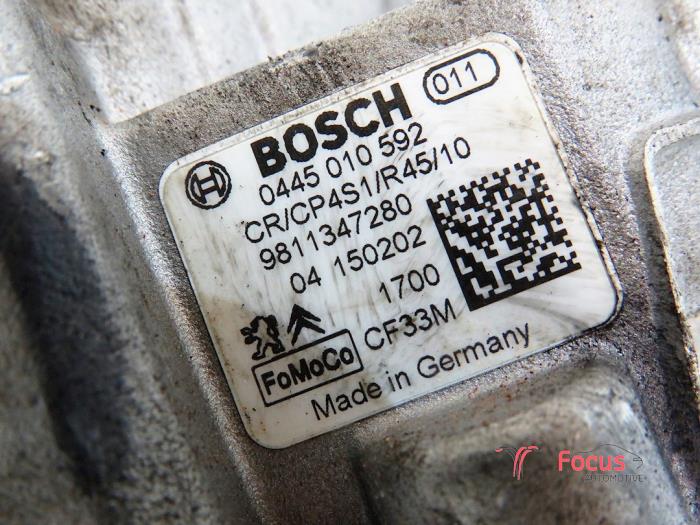 BOSCH 011
0445 010 592
CR/CP4S1/R45/10
9811347280
04 150202
1700
FoMoCo CF33M
Made in Germany
Focus
AUTOMOTIVE